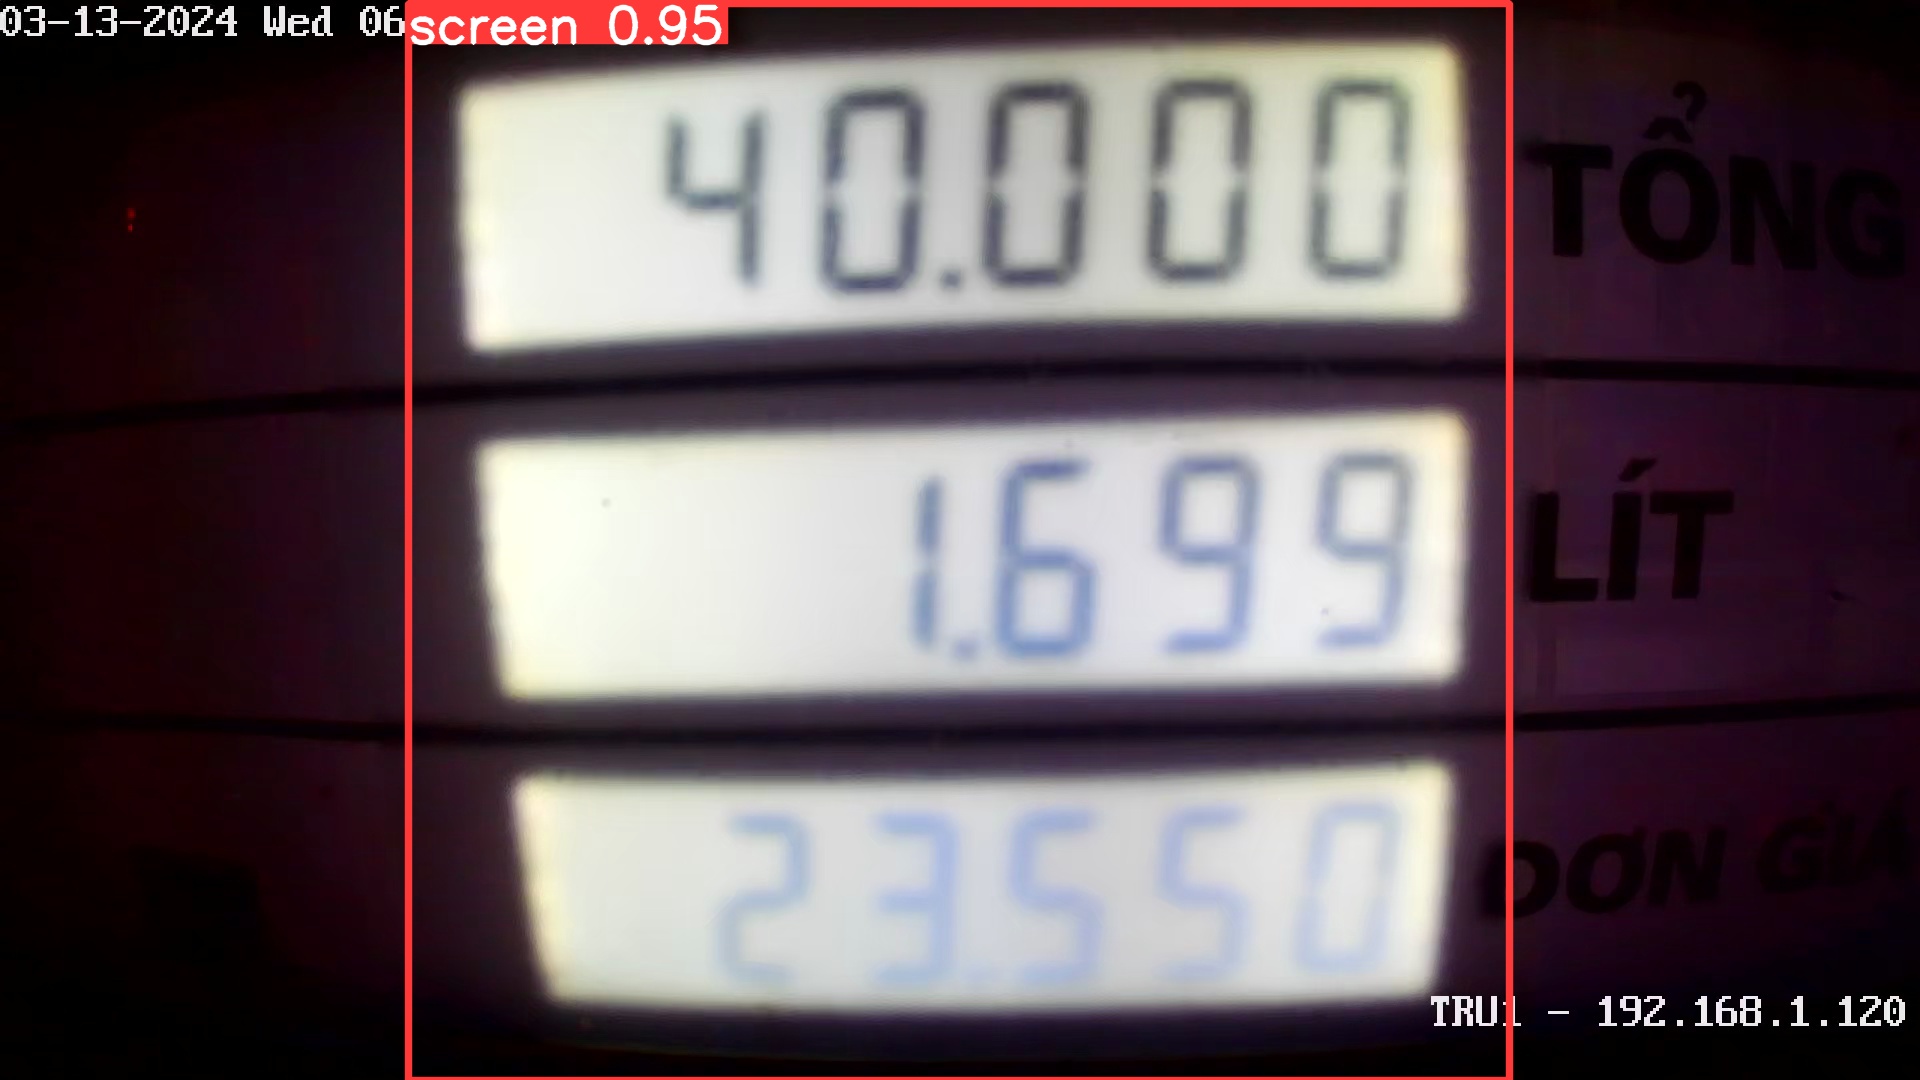 03-13-2024 Wed 06
screen 0.95
40.000
TỔNG
1.699
LÍT
23.550
ĐƠN GIÁ
TRU1 - 192.168.1.120